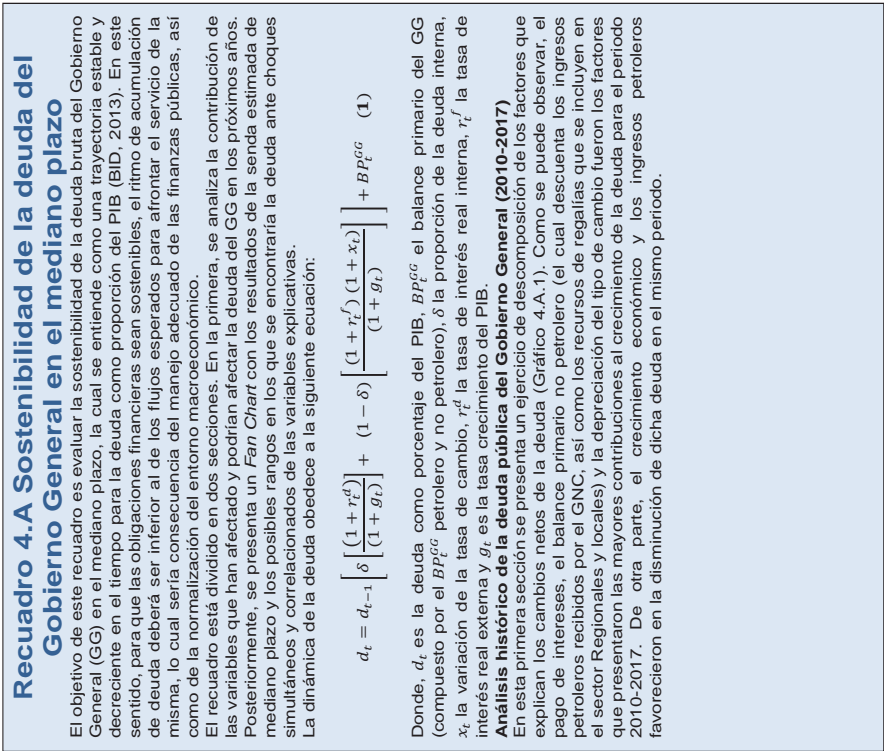 Recuadro 4.A Sostenibilidad de la deuda del
Gobierno General en el mediano plazo
El objetivo de este recuadro es evaluar la sostenibilidad de la deuda bruta del Gobierno
General (GG) en el mediano plazo, la cual se entiende como una trayectoria estable y
decreciente en el tiempo para la deuda como proporción del PIB (BID, 2013). En este
sentido, para que las obligaciones financieras sean sostenibles, el ritmo de acumulación
de deuda deberá ser inferior al de los flujos esperados para afrontar el servicio de la
misma, lo cual sería consecuencia del manejo adecuado de las finanzas públicas, así
como de la normalización del entorno macroeconómico.
El recuadro está dividido en dos secciones. En la primera, se analiza la contribución de
las variables que han afectado y podrían afectar la deuda del GG en los próximos años.
Posteriormente, se presenta un Fan Chart con los resultados de la senda estimada de
mediano plazo y los posibles rangos en los que se encontraría la deuda ante choques
simultáneos y correlacionados de las variables explicativas.
La dinámica de la deuda obedece a la siguiente ecuación:
$d_t = d_{t-1} \left[ \delta \left[ \frac{(1 + r_t^d)}{(1 + g_t)} \right] + (1 - \delta) \left[ \frac{(1 + r_t^f)(1 + x_t)}{(1 + g_t)} \right] \right] + BP_t^{GG}$ (1)
Donde, $d_t$ es la deuda como porcentaje del PIB, $BP_t^{GG}$ el balance primario del GG
(compuesto por el $BP_t^{GG}$ petrolero y no petrolero), δ la proporción de la deuda interna,
$x_t$ la variación de la tasa de cambio, $r_t^d$ la tasa de interés real interna, $r_t^f$ la tasa de
interés real externa y $g_t$ es la tasa crecimiento del PIB.
Análisis histórico de la deuda pública del Gobierno General (2010-2017)
En esta primera sección se presenta un ejercicio de descomposición de los factores que
explican los cambios netos de la deuda (Gráfico 4.A.1). Como se puede observar, el
pago de intereses, el balance primario no petrolero (el cual descuenta los ingresos
petroleros recibidos por el GNC, así como los recursos de regalías que se incluyen en
el sector Regionales y locales) y la depreciación del tipo de cambio fueron los factores
que presentaron las mayores contribuciones al crecimiento de la deuda para el periodo
2010-2017. De otra parte, el crecimiento económico y los ingresos petroleros
favorecieron en la disminución de dicha deuda en el mismo periodo.